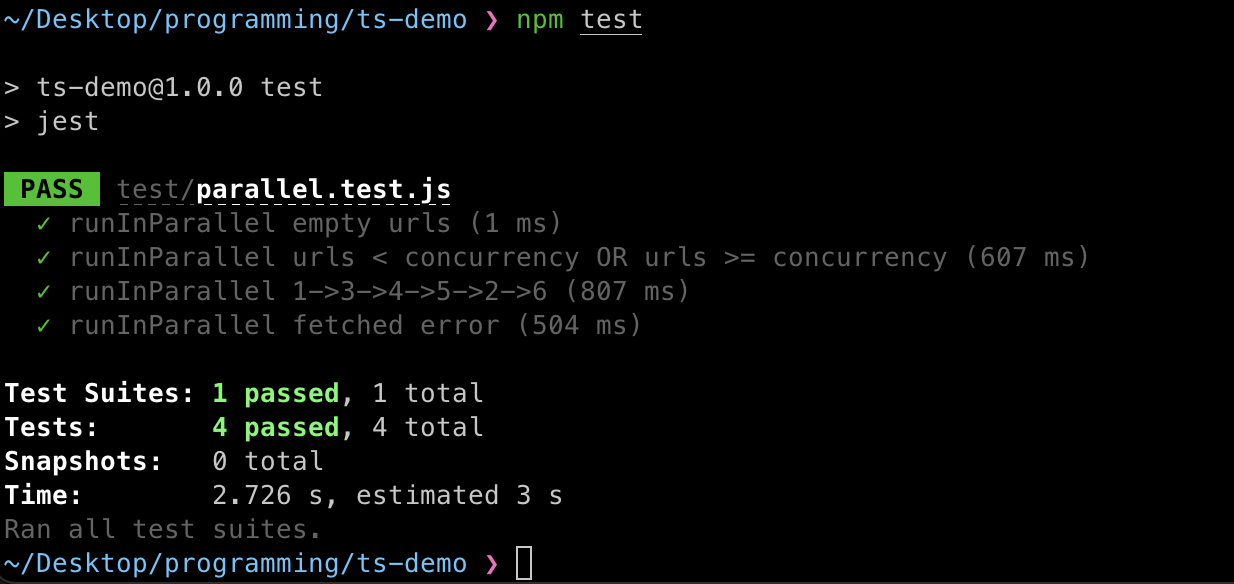 ~/Desktop/programming/ts-demo ❯ npm test
> ts-demo@1.0.0 test
> jest
PASS test/parallel.test.js
✓ runInParallel empty urls (1 ms)
✓ runInParallel urls < concurrency OR urls >= concurrency (607 ms)
✓ runInParallel 1->3->4->5->2->6 (807 ms)
✓ runInParallel fetched error (504 ms)
Test Suites: 1 passed, 1 total
Tests: 4 passed, 4 total
Snapshots: 0 total
Time: 2.726 s, estimated 3 s
Ran all test suites.
~/Desktop/programming/ts-demo ❯